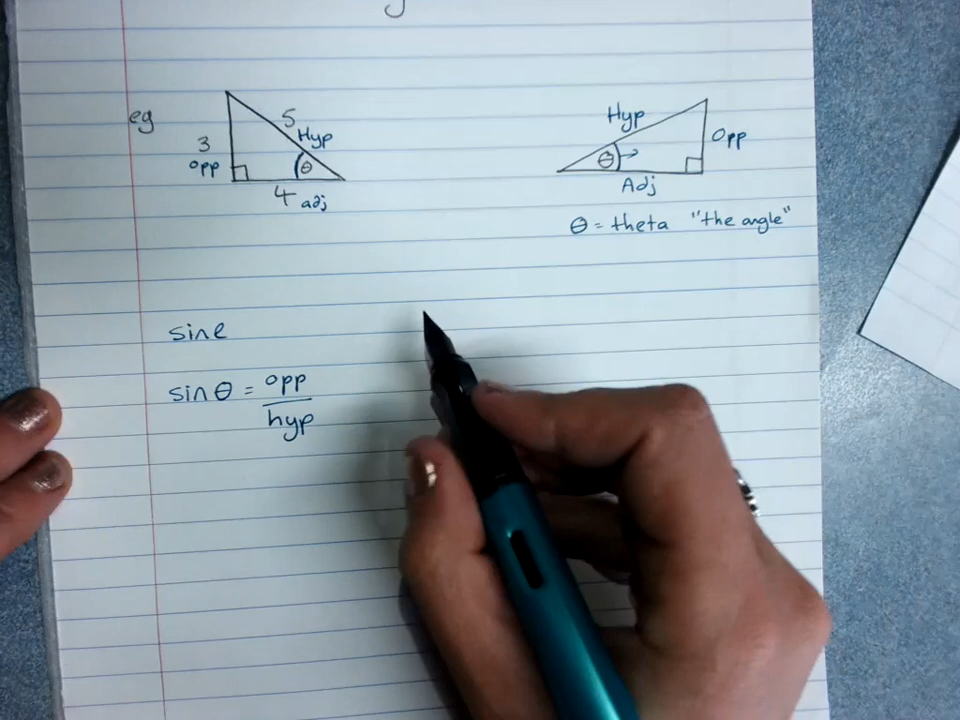 eg
3
opp
5
Hyp
θ
4 adj
Hyp
θ
Opp
Adj
θ = theta "the angle"
sine
sin θ = opp
hyp